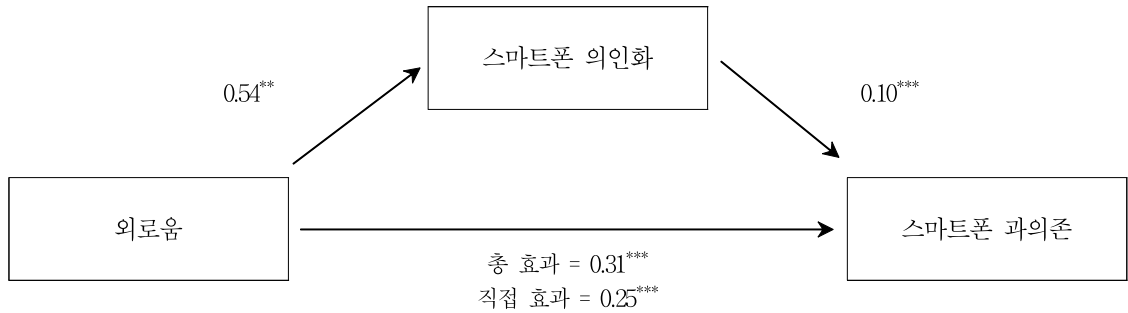 스마트폰 의인화
0.54**
0.10***
외로움
스마트폰 과의존
총 효과 = 0.31***
직접 효과 = 0.25***